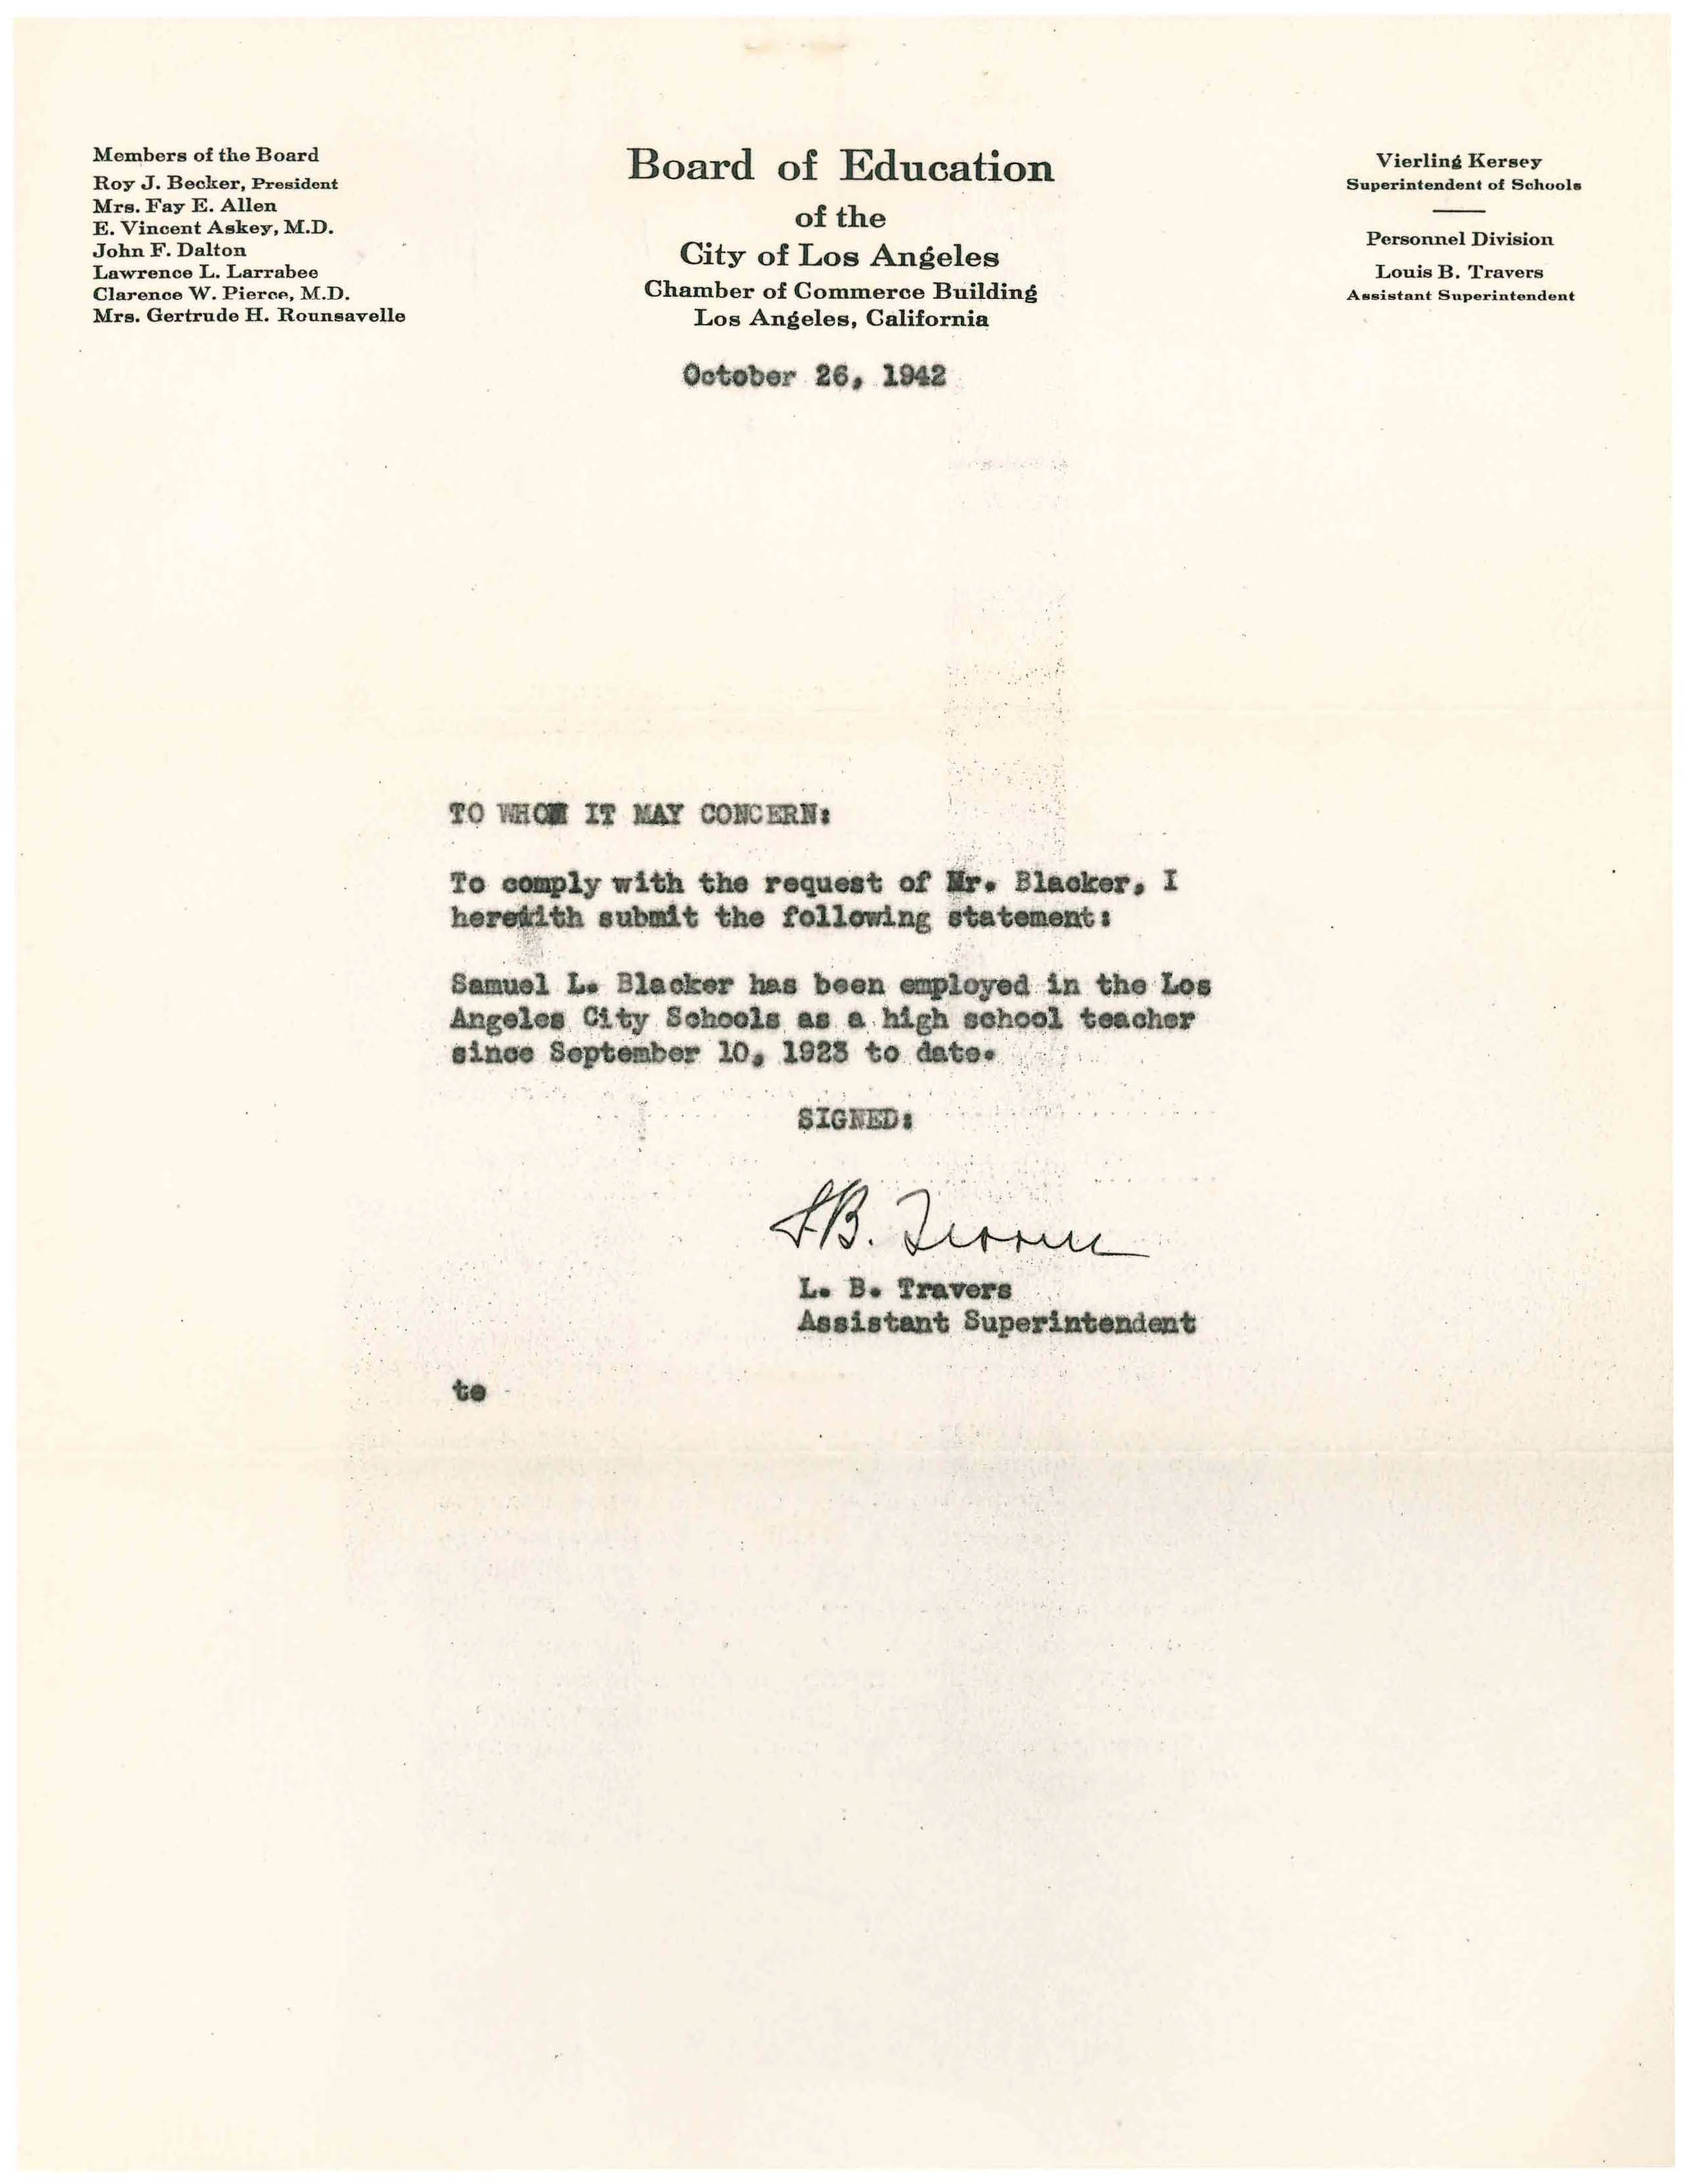 Members of the Board
Roy J. Becker, President
Mrs. Fay E. Allen
E. Vincent Askey, M.D.
John F. Dalton
Lawrence L. Larrabee
Clarence W. Pierce, M.D.
Mrs. Gertrude H. Rounsavelle
Board of Education
of the
City of Los Angeles
Chamber of Commerce Building
Los Angeles, California
Vierling Kersey
Superintendent of Schools
Personnel Division
Louis B. Travers
Assistant Superintendent
October 26, 1942
TO WHOM IT MAY CONCERN:
To comply with the request of Mr. Blacker, I
herewith submit the following statement:
Samuel L. Blacker has been employed in the Los
Angeles City Schools as a high school teacher
since September 10, 1923 to date.
SIGNED:
L.B. Travers
L. B. Travers
Assistant Superintendent
te